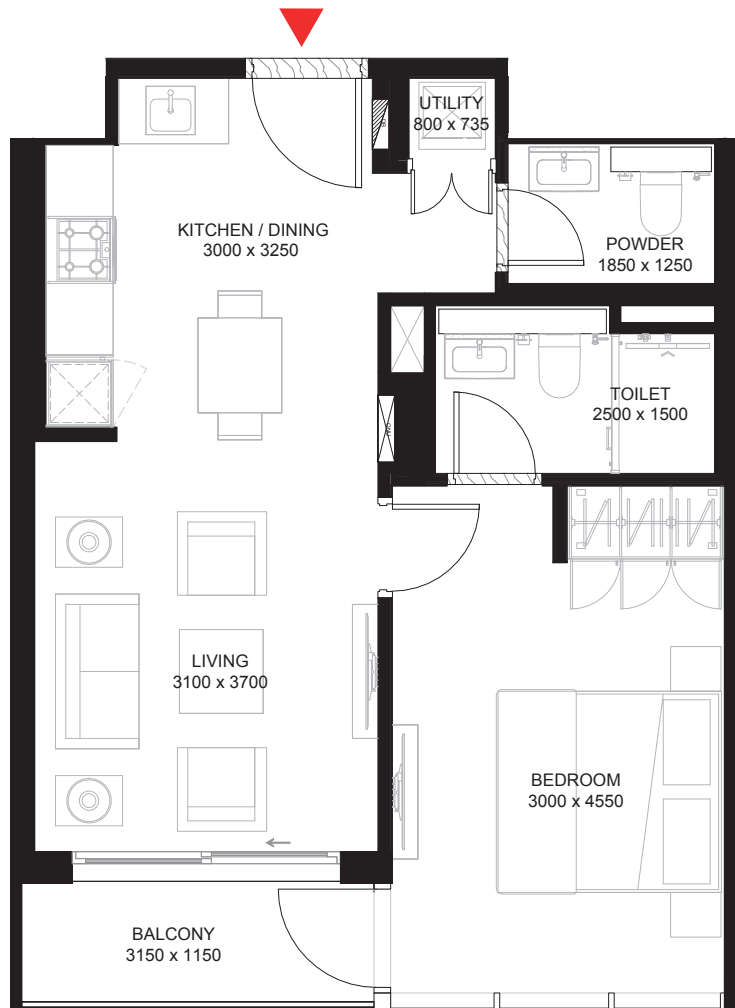 UTILITY
800 x 735
KITCHEN / DINING
3000 x 3250
POWDER
1850 x 1250
TOILET
2500 x 1500
LIVING
3100 x 3700
BEDROOM
3000 x 4550
BALCONY
3150 x 1150